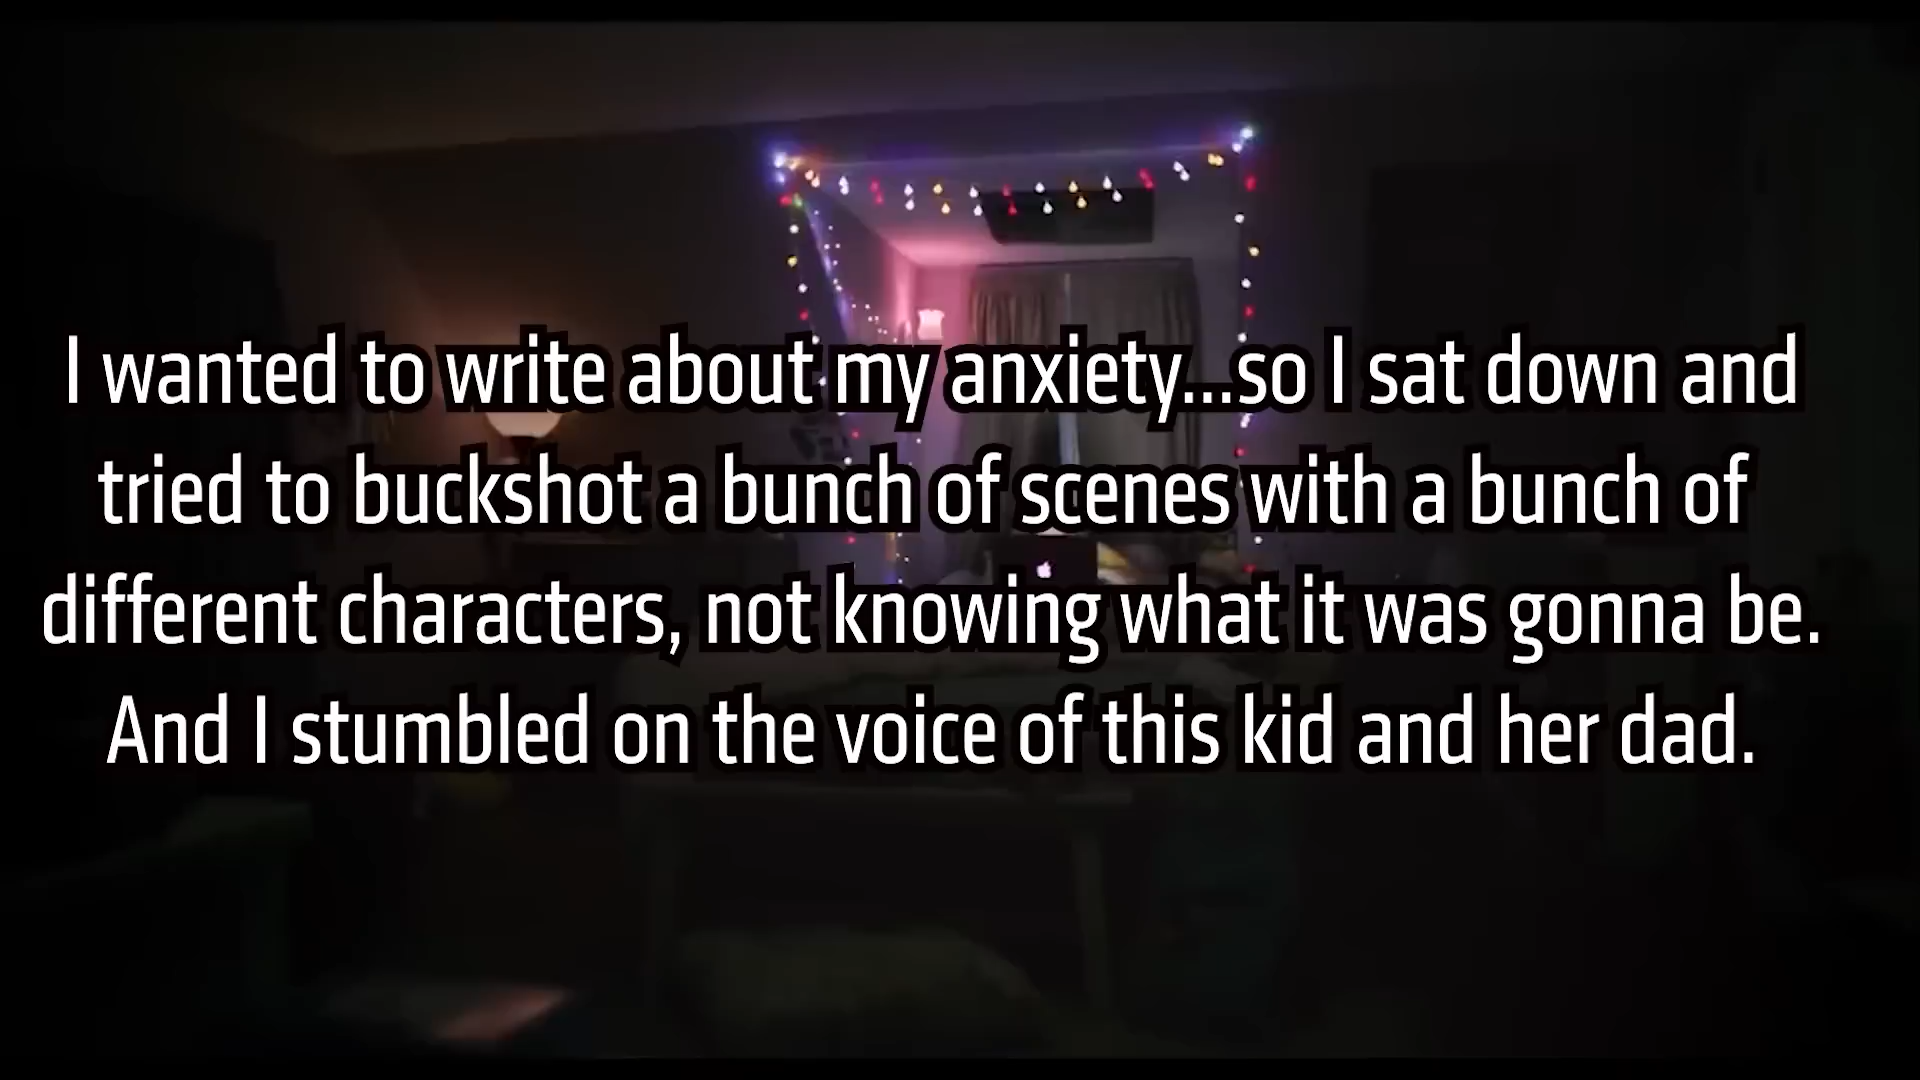 I wanted to write about my anxiety...so I sat down and
tried to buckshot a bunch of scenes with a bunch of
different characters, not knowing what it was gonna be.
And I stumbled on the voice of this kid and her dad.